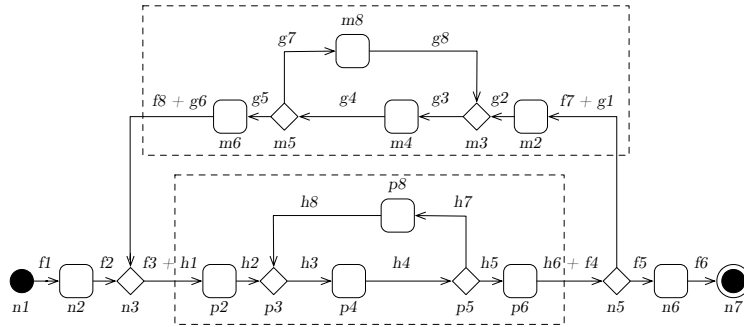 m8
g7 g8
f8 + g6 g5 g4 g3 g2 f7 + g1
m6 m5 m4 m3 m2
p8
h8 h7
f1 f2 f3 + h1 h2 h3 h4 h5 h6 + f4 f5 f6
n1 n2 n3 p2 p3 p4 p5 p6 n5 n6 n7